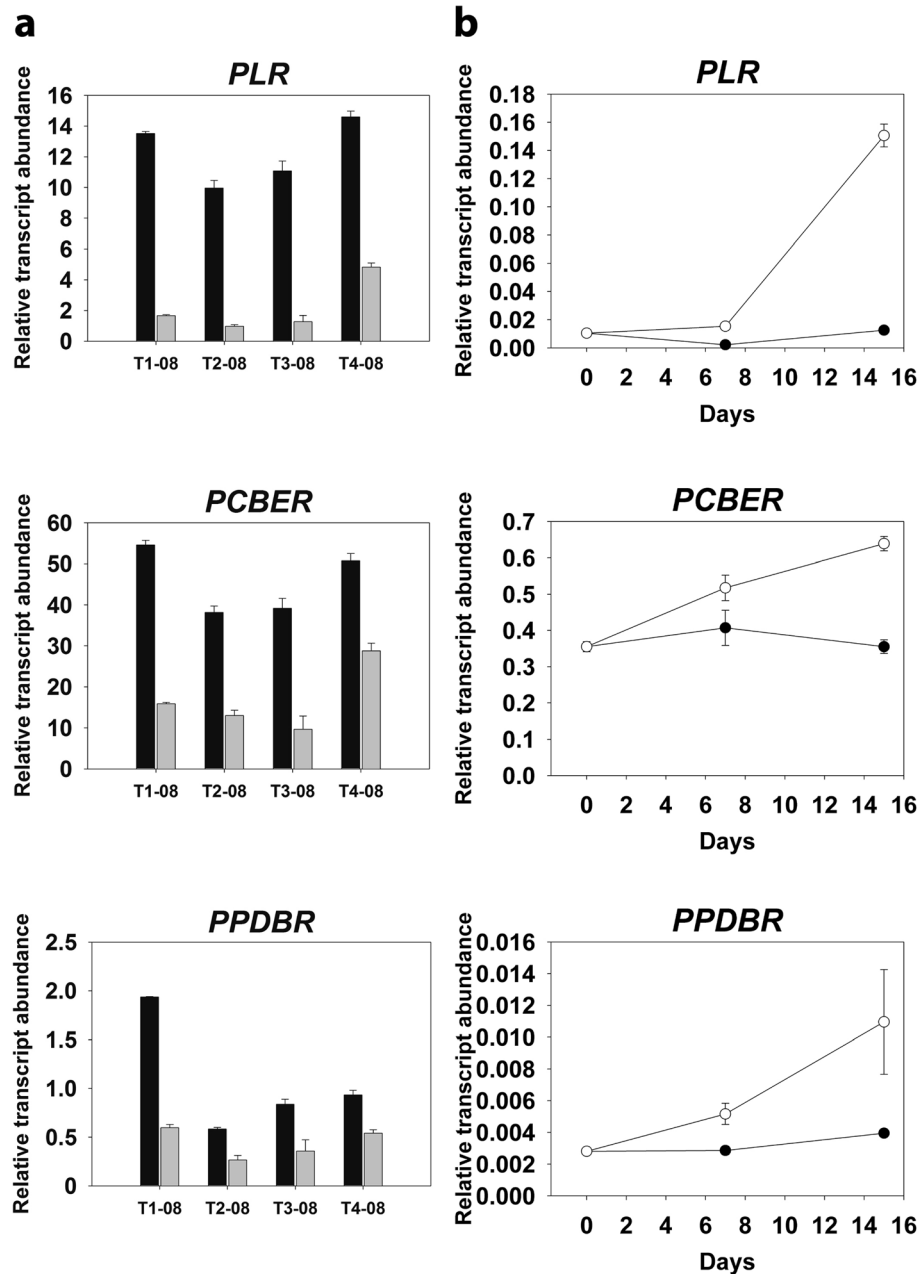 a
b
PLR
Relative transcript abundance
16
14
12
10
8
6
4
2
0
T1-08 T2-08 T3-08 T4-08
PLR
Relative transcript abundance
0.18
0.16
0.14
0.12
0.10
0.08
0.06
0.04
0.02
0.00
0 2 4 6 8 10 12 14 16
Days
PCBER
Relative transcript abundance
60
50
40
30
20
10
0
T1-08 T2-08 T3-08 T4-08
PCBER
Relative transcript abundance
0.7
0.6
0.5
0.4
0.3
0.2
0.1
0.0
0 2 4 6 8 10 12 14 16
Days
PPDBR
Relative transcript abundance
2.5
2.0
1.5
1.0
0.5
0
T1-08 T2-08 T3-08 T4-08
PPDBR
Relative transcript abundance
0.016
0.014
0.012
0.010
0.008
0.006
0.004
0.002
0.000
0 2 4 6 8 10 12 14 16
Days